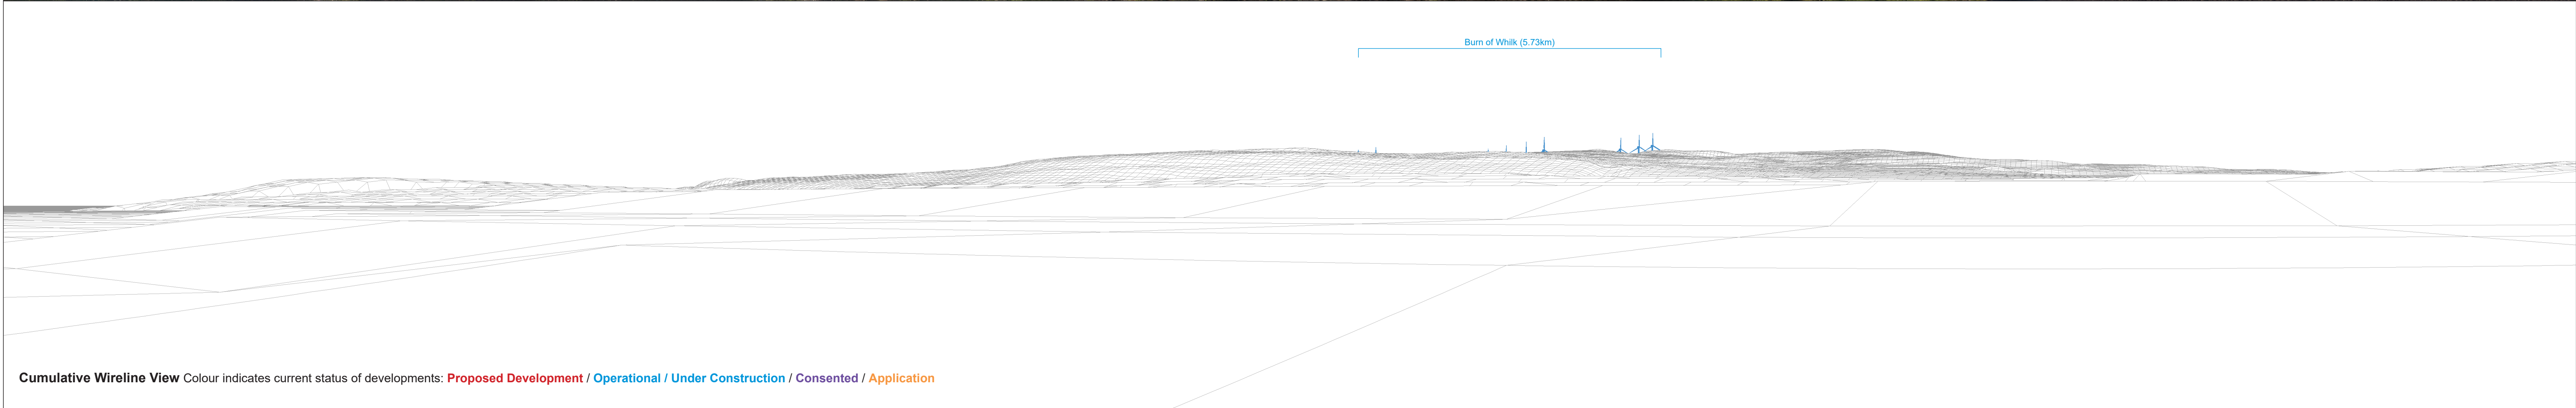 Burn of Whilk (5.73km)
Cumulative Wireline View Colour indicates current status of developments: Proposed Development / Operational / Under Construction / Consented / Application